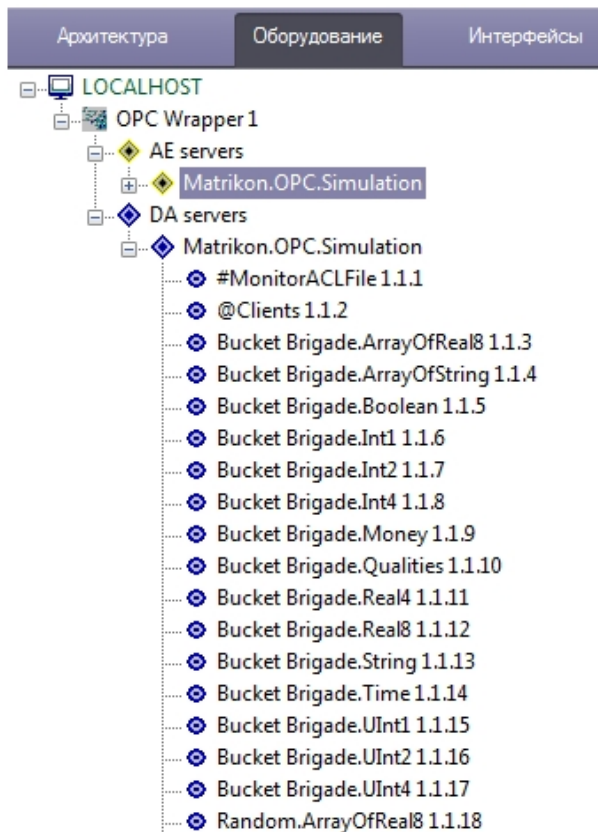 Архитектура Оборудование Интерфейсы
LOCALHOST
OPC Wrapper 1
AE servers
Matrikon.OPC.Simulation
DA servers
Matrikon.OPC.Simulation
#MonitorACLFile 1.1.1
@Clients 1.1.2
Bucket Brigade.ArrayOfReal8 1.1.3
Bucket Brigade.ArrayOfString 1.1.4
Bucket Brigade.Boolean 1.1.5
Bucket Brigade.Int1 1.1.6
Bucket Brigade.Int2 1.1.7
Bucket Brigade.Int4 1.1.8
Bucket Brigade.Money 1.1.9
Bucket Brigade.Qualities 1.1.10
Bucket Brigade.Real4 1.1.11
Bucket Brigade.Real8 1.1.12
Bucket Brigade.String 1.1.13
Bucket Brigade.Time 1.1.14
Bucket Brigade.UInt1 1.1.15
Bucket Brigade.UInt2 1.1.16
Bucket Brigade.UInt4 1.1.17
Random.ArrayOfReal8 1.1.18